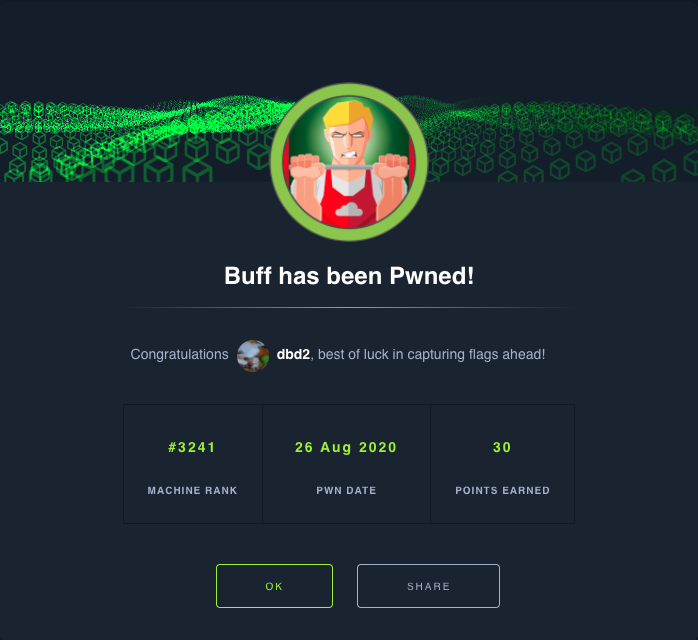 Buff has been Pwned!
Congratulations dbd2, best of luck in capturing flags ahead!
#3241 26 Aug 2020 30
MACHINE RANK PWN DATE POINTS EARNED
OK SHARE